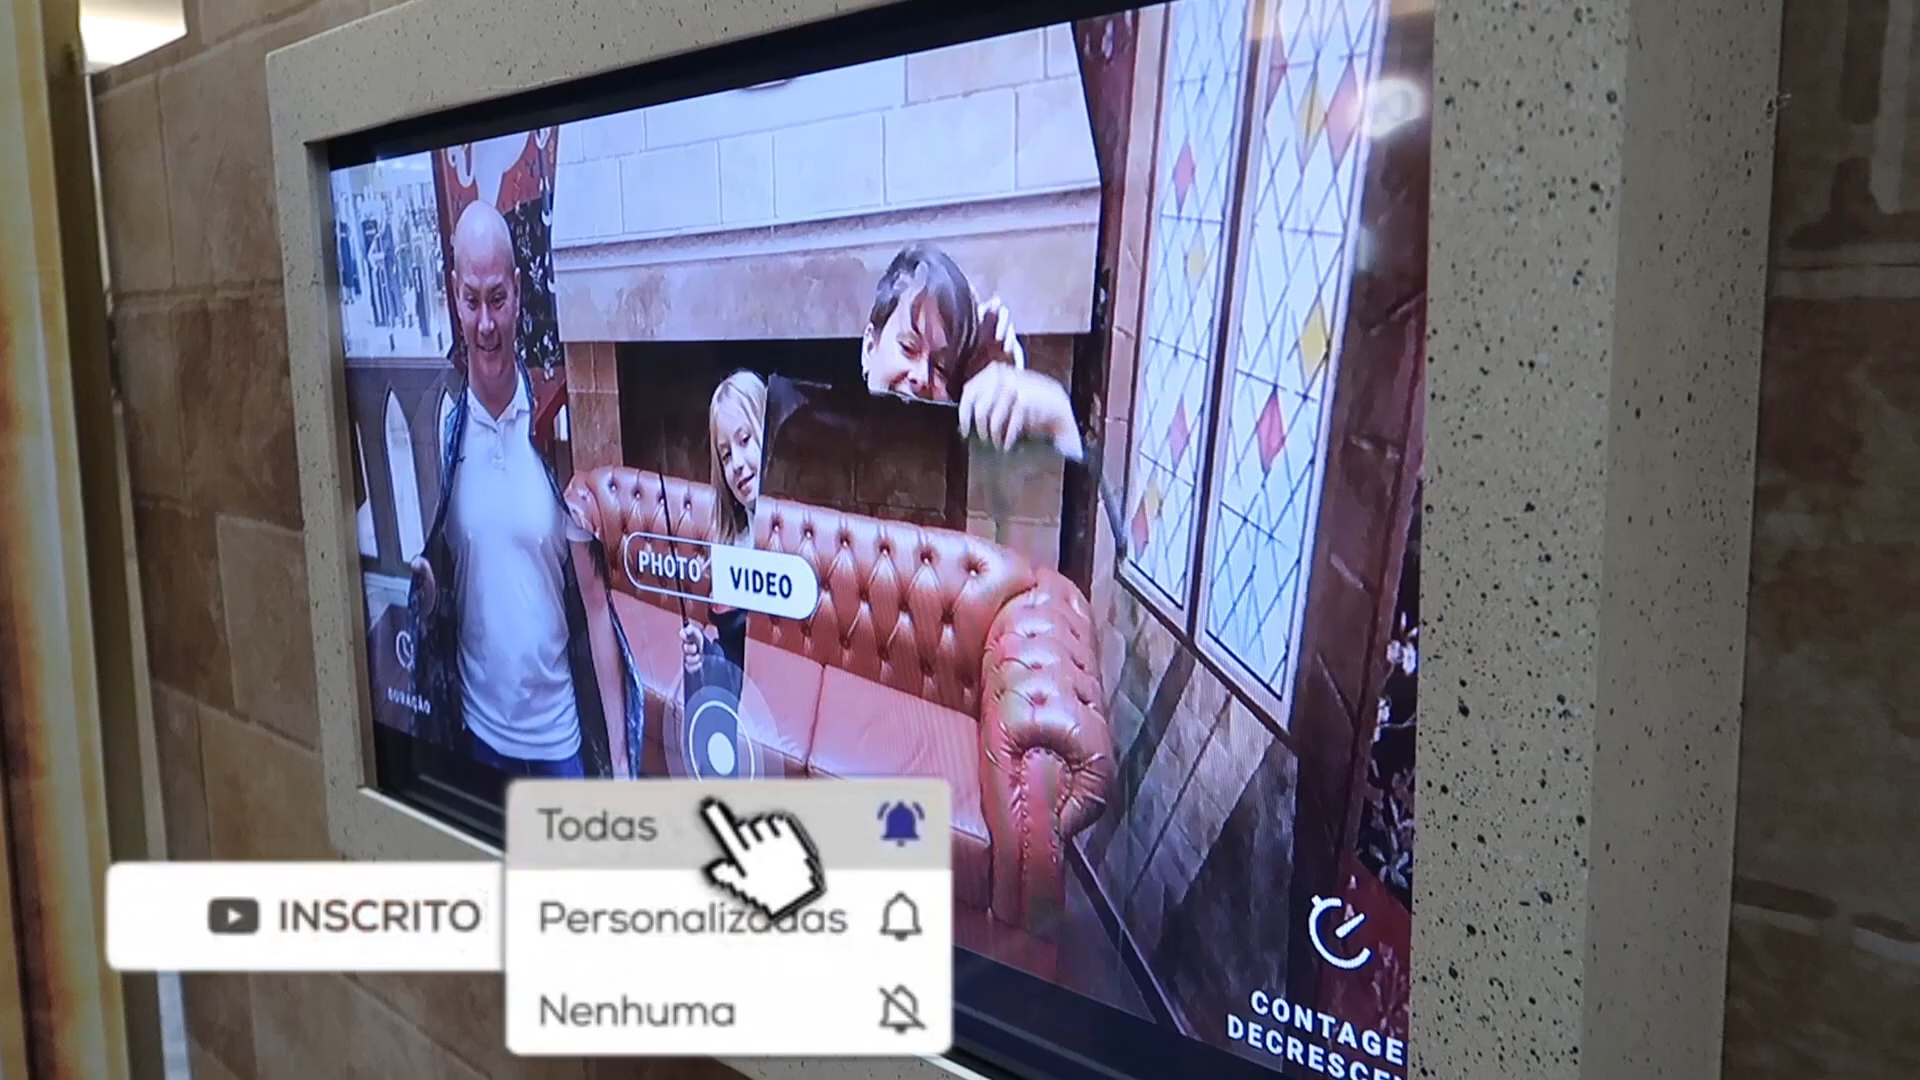 PHOTO
VIDEO
DURAÇÃO
Todas
INSCRITO
Personalizadas
Nenhuma
CONTAGE
DECRESCE